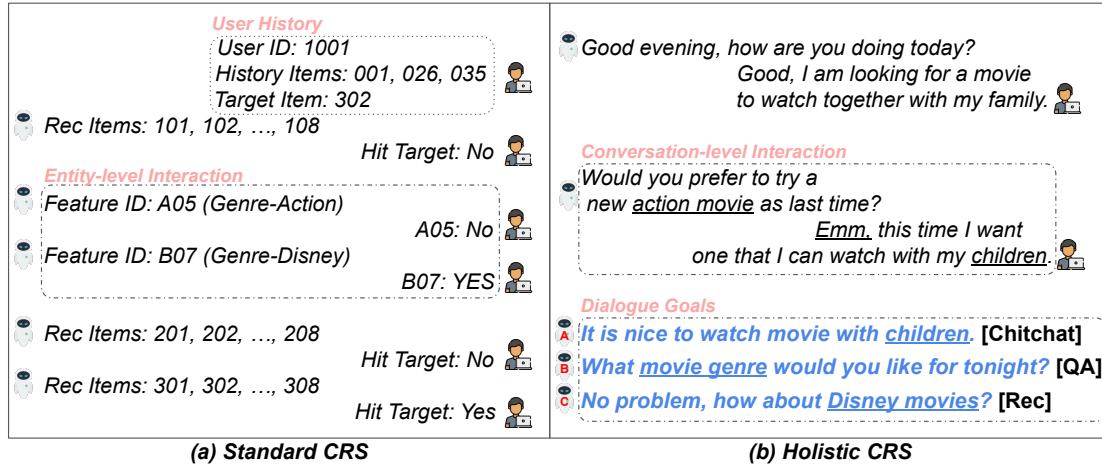 User History
User ID: 1001
History Items: 001, 026, 035
Target Item: 302
Rec Items: 101, 102, ..., 108
Hit Target: No
Entity-level Interaction
Feature ID: A05 (Genre-Action)
A05: No
Feature ID: B07 (Genre-Disney)
B07: YES
Rec Items: 201, 202, ..., 208
Hit Target: No
Rec Items: 301, 302, ..., 308
Hit Target: Yes
(a) Standard CRS
Good evening, how are you doing today?
Good, I am looking for a movie
to watch together with my family.
Conversation-level Interaction
Would you prefer to try a
new action movie as last time?
Emm, this time I want
one that I can watch with my children.
Dialogue Goals
A It is nice to watch movie with children. [Chitchat]
B What movie genre would you like for tonight? [QA]
C No problem, how about Disney movies? [Rec]
(b) Holistic CRS